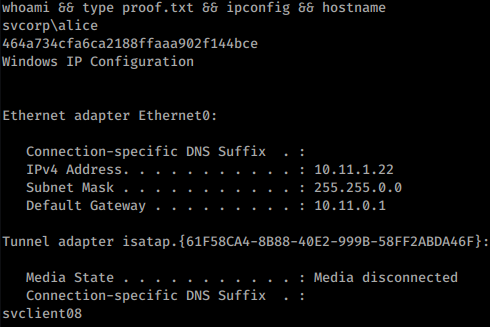 whoami && type proof.txt && ipconfig && hostname
svcorp\alice
464a734cfa6ca2188ffaaa902f144bce
Windows IP Configuration
Ethernet adapter Ethernet0:
Connection-specific DNS Suffix . :
IPv4 Address. . . . . . . . . . . : 10.11.1.22
Subnet Mask . . . . . . . . . . . : 255.255.0.0
Default Gateway . . . . . . . . . : 10.11.0.1
Tunnel adapter isatap.{61F58CA4-8B88-40E2-999B-58FF2ABDA46F}:
Media State . . . . . . . . . . . : Media disconnected
Connection-specific DNS Suffix . :
svclient08